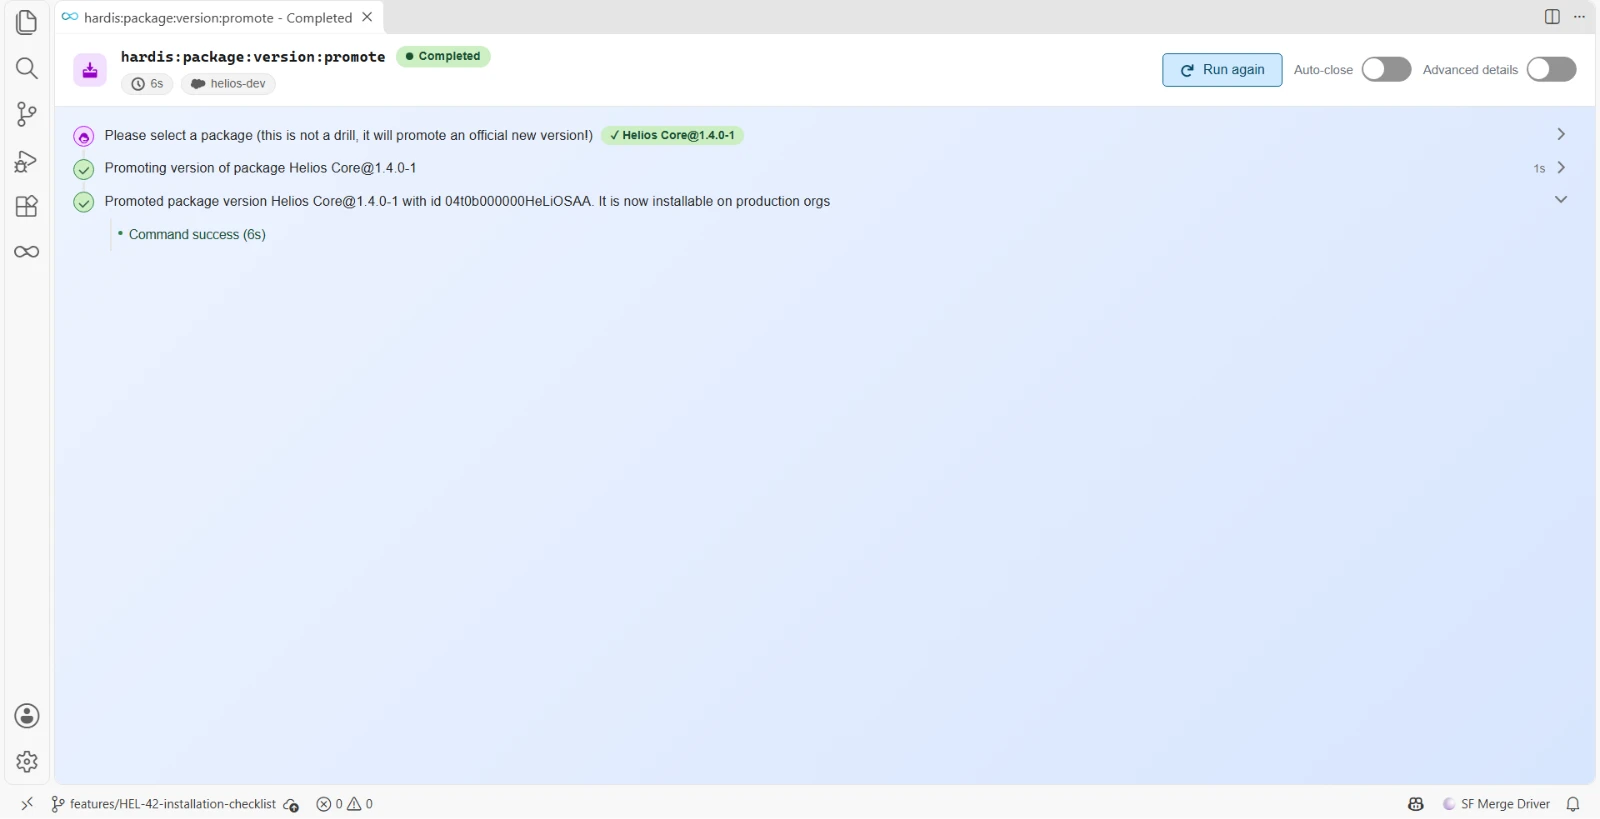 hardis:package:version:promote - Completed
hardis:package:version:promote
Completed
6s
helios-dev
Run again
Auto-close
Advanced details
Please select a package (this is not a drill, it will promote an official new version!)
✓ Helios Core@1.4.0-1
Promoting version of package Helios Core@1.4.0-1
1s
Promoted package version Helios Core@1.4.0-1 with id 04t0b000000HeLiOSAA. It is now installable on production orgs
• Command success (6s)
features/HEL-42-installation-checklist
0
0
SF Merge Driver